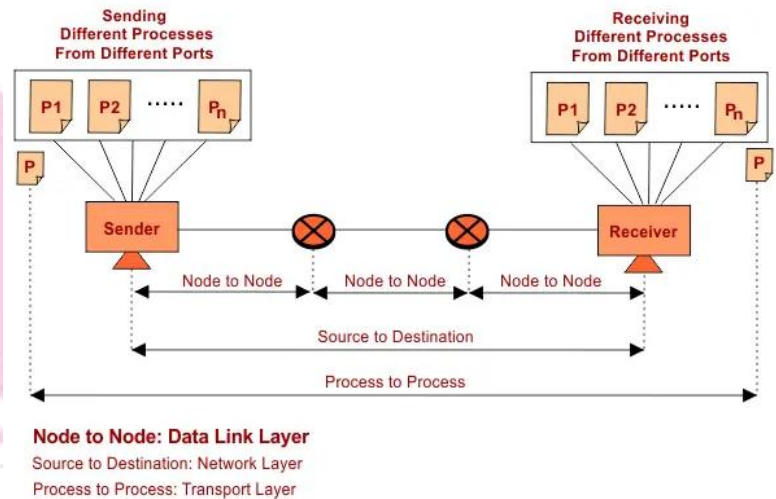 Sending
Different Processes
From Different Ports
Receiving
Different Processes
From Different Ports
P1 P2 ..... Pn
P1 P2 ..... Pn
P
P
Sender
Receiver
Node to Node
Node to Node
Node to Node
Source to Destination
Process to Process
Node to Node: Data Link Layer
Source to Destination: Network Layer
Process to Process: Transport Layer